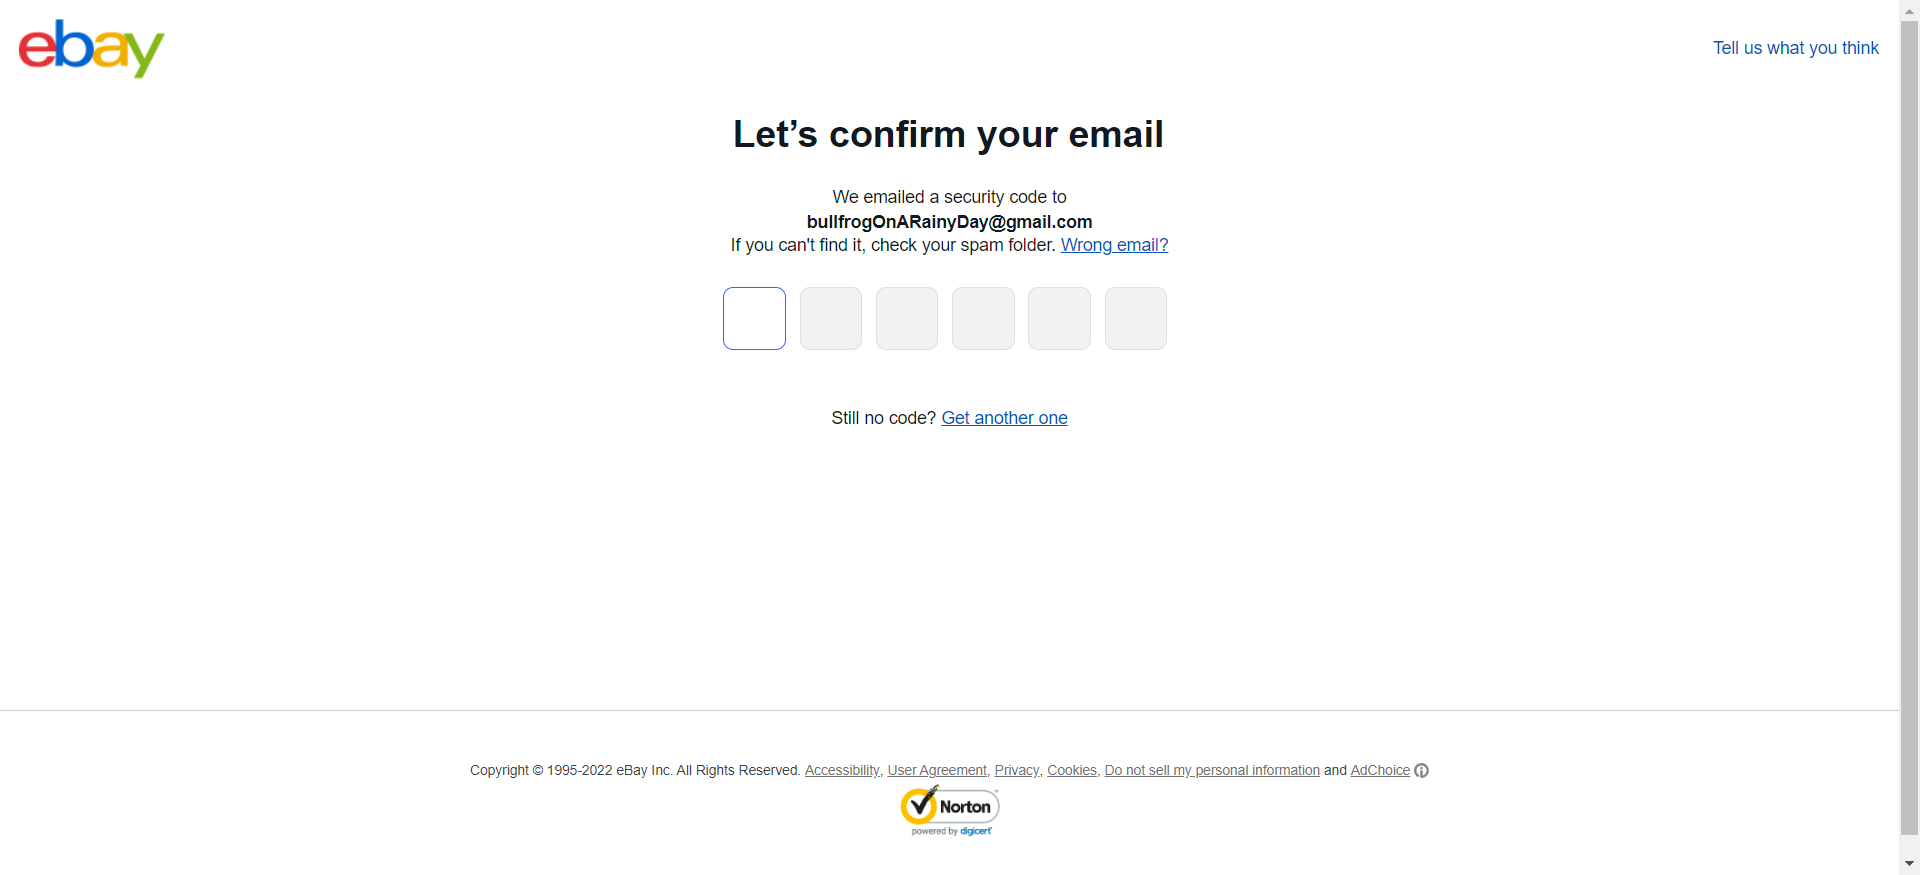 ebay
Tell us what you think
Let’s confirm your email
We emailed a security code to
bullfrogOnARainyDay@gmail.com
If you can't find it, check your spam folder. Wrong email?
Still no code? Get another one
Copyright © 1995-2022 eBay Inc. All Rights Reserved. Accessibility, User Agreement, Privacy, Cookies, Do not sell my personal information and AdChoice
Norton
powered by digicert